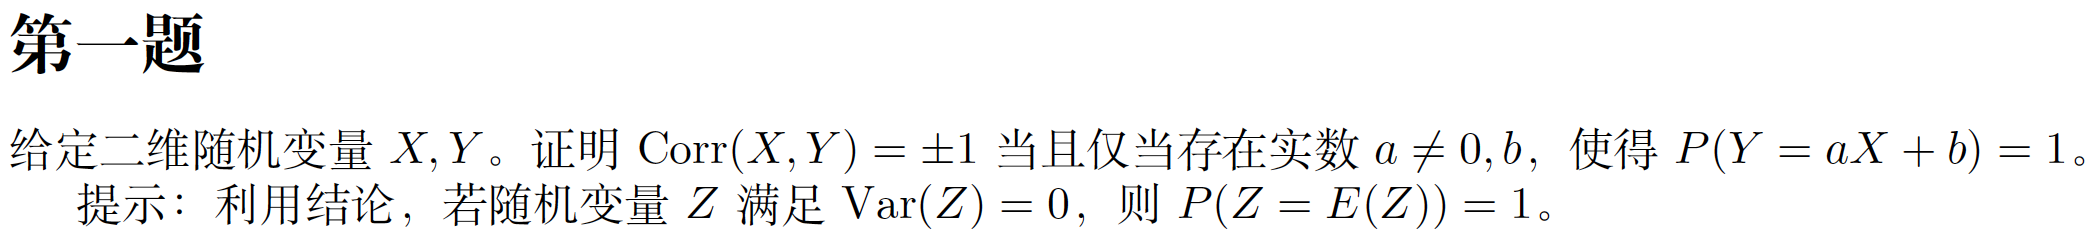 第一题
给定二维随机变量 X, Y。证明 Corr(X, Y) = ±1 当且仅当存在实数 a ≠ 0, b，使得 P(Y = aX + b) = 1。
提示：利用结论，若随机变量 Z 满足 Var(Z) = 0，则 P(Z = E(Z)) = 1。